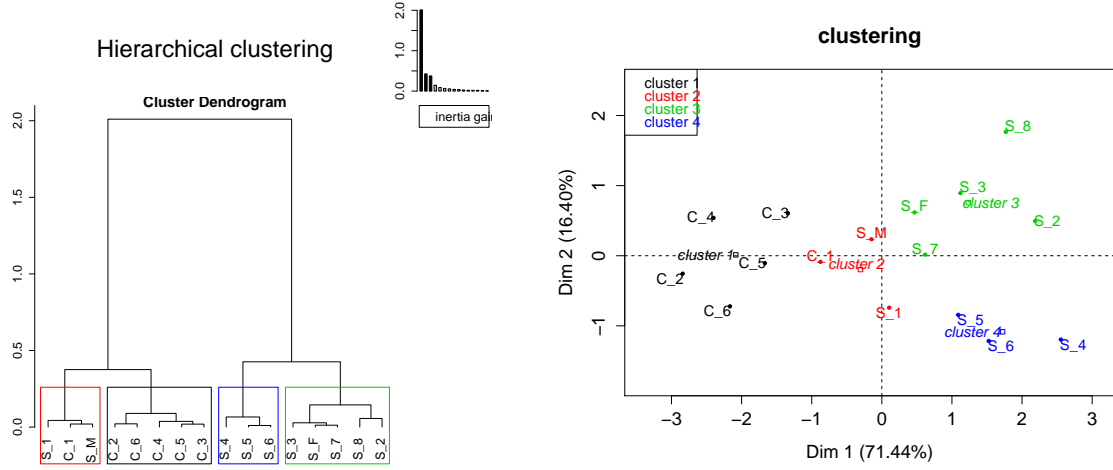 Hierarchical clustering
2.0
1.0
0.0
inertia gai
Cluster Dendrogram
2.0
1.5
1.0
0.5
0.0
S_1
C_1
S_M
C_2
C_6
C_4
C_5
C_3
S_4
S_5
S_6
S_3
S_F
S_7
S_8
S_2
clustering
cluster 1
cluster 2
cluster 3
cluster 4
Dim 2 (16.40%)
2
1
0
−1
S_8
S_3
cluster 3
S_F
S_2
C_4
C_3
S_M
S_7
cluster 1
C_5
C_1
cluster 2
C_2
C_6
S_1
S_5
cluster 4
S_6
S_4
−3 −2 −1 0 1 2 3
Dim 1 (71.44%)